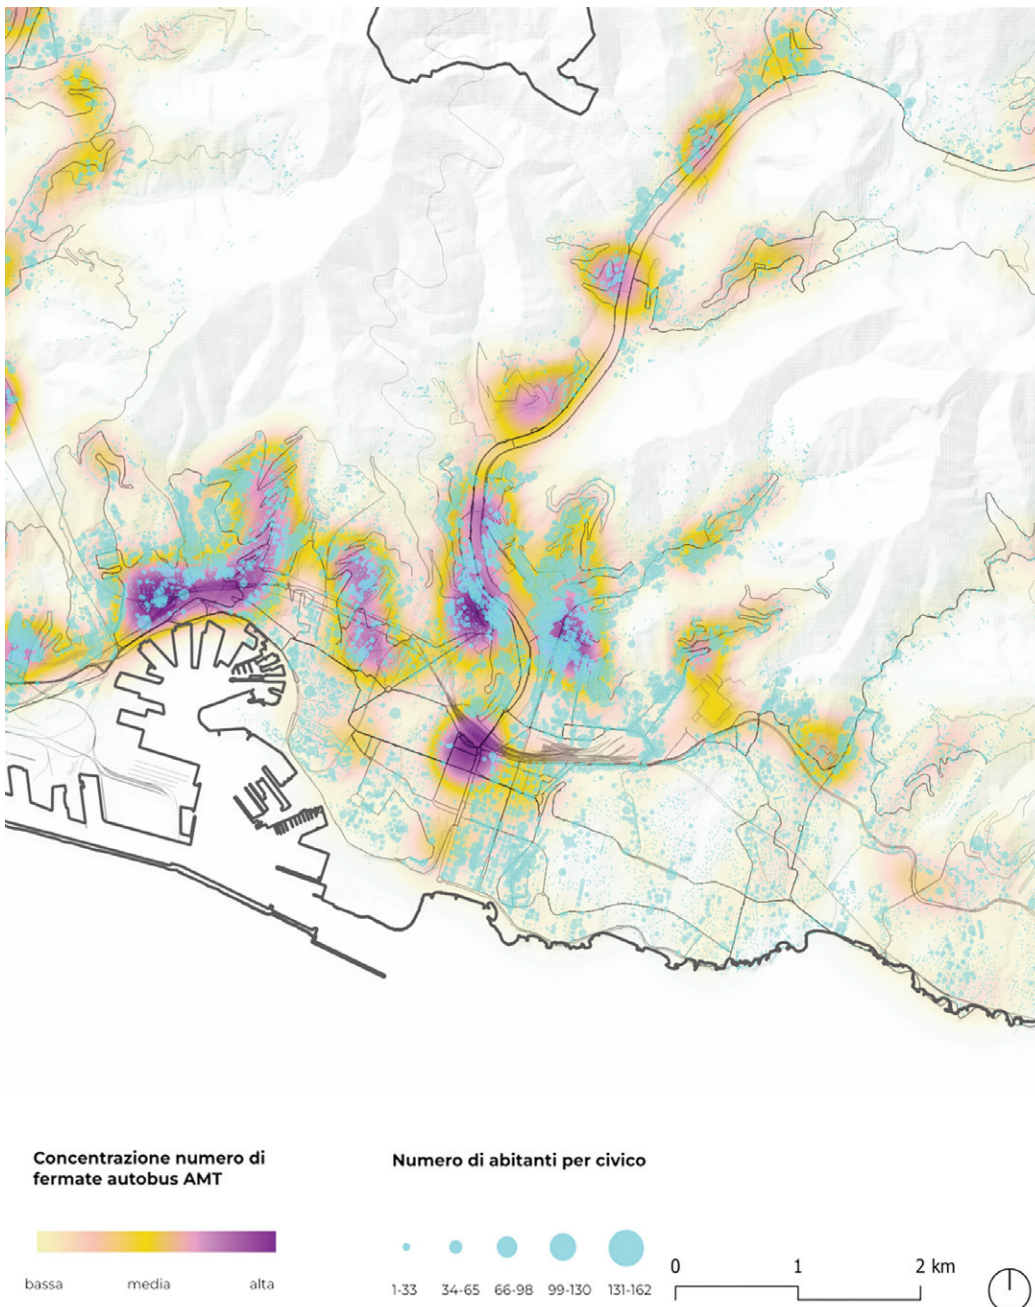 Concentrazione numero di
fermate autobus AMT
bassa
media
alta
Numero di abitanti per civico
1-33
34-65
66-98
99-130
131-162
0
1
2 km